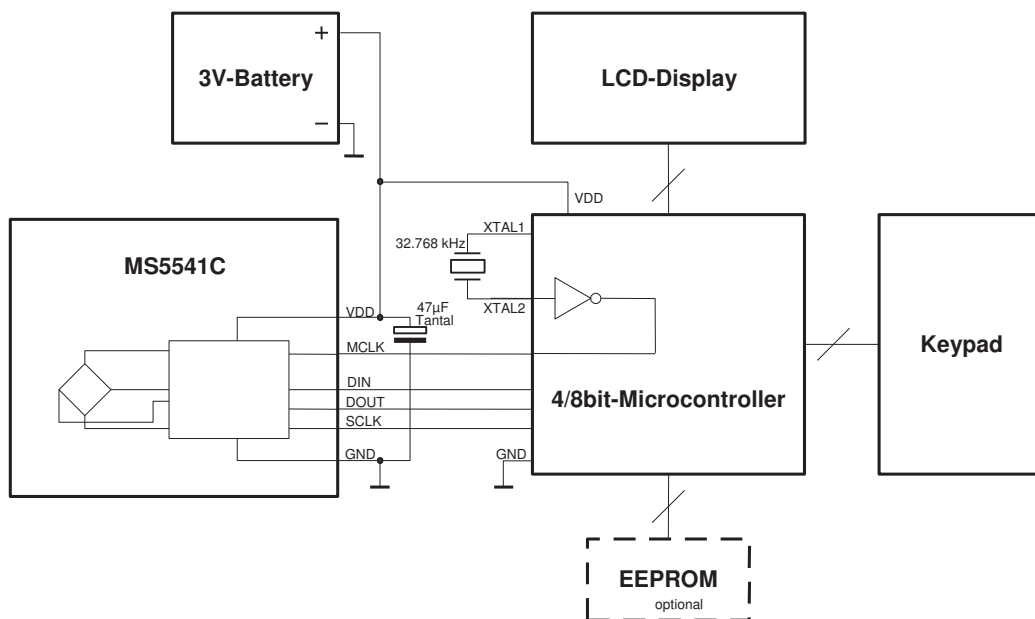 +
3V-Battery
−
LCD-Display
VDD
MS5541C
XTAL1
32.768 kHz
XTAL2
47µF
Tantal
VDD
MCLK
DIN
DOUT
SCLK
GND
4/8bit-Microcontroller
GND
Keypad
EEPROM
optional